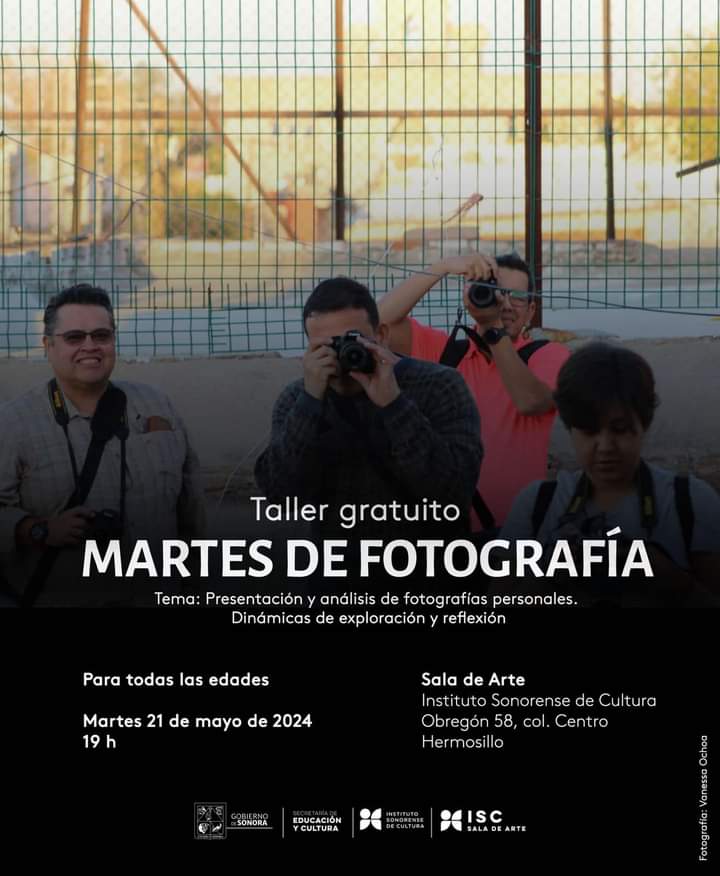 Taller gratuito
MARTES DE FOTOGRAFÍA
Tema: Presentación y análisis de fotografías personales.
Dinámicas de exploración y reflexión
Para todas las edades
Martes 21 de mayo de 2024
19 h
Sala de Arte
Instituto Sonorense de Cultura
Obregón 58, col. Centro
Hermosillo
Fotografía: Vanessa Ochoa
GOBIERNO
DE SONORA
SECRETARÍA DE
EDUCACIÓN
Y CULTURA
INSTITUTO
SONORENSE
DE CULTURA
ISC
SALA DE ARTE